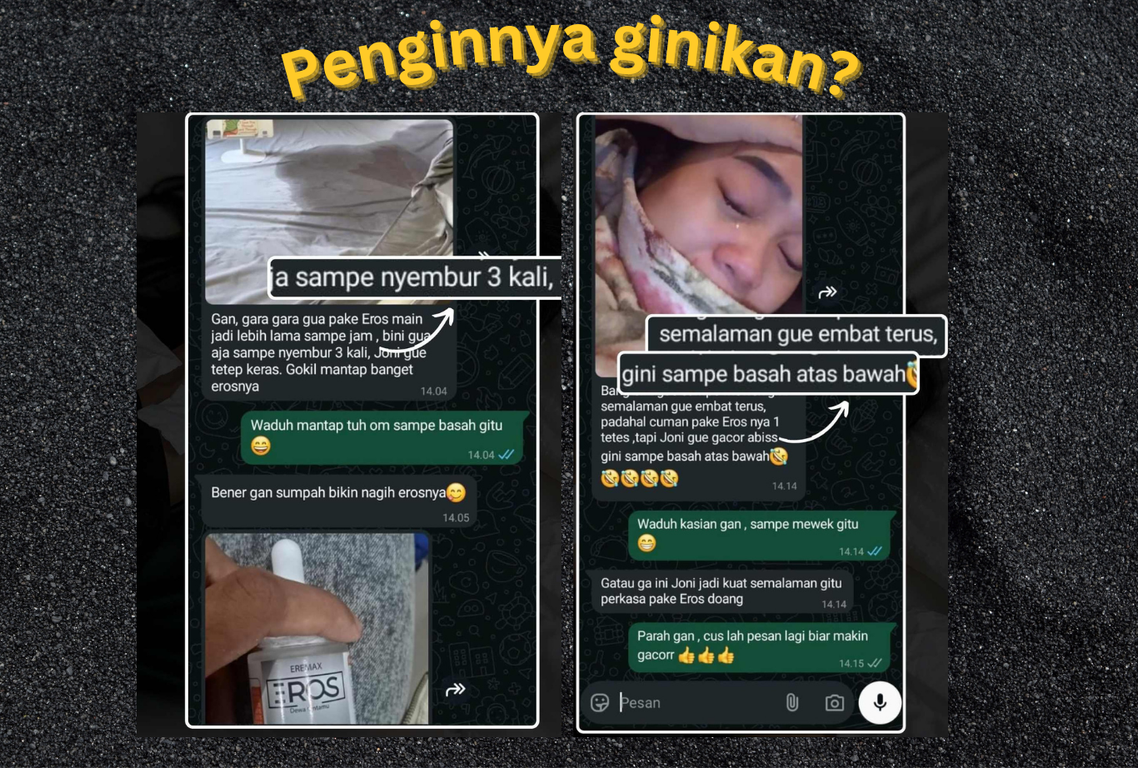 Penginnya ginikan?
ja sampe nyembur 3 kali,
Gan, gara gara gua pake Eros main
jadi lebih lama sampe jam , bini gua
aja sampe nyembur 3 kali, Joni gue
tetep keras. Gokil mantap banget
erosnya
14.04
Waduh mantap tuh om sampe basah gitu
😄
14.04
Bener gan sumpah bikin nagih erosnya😋
14.05
EREMAX
EROS
semalaman gue embat terus,
gini sampe basah atas bawah🤣
semalaman gue embat terus,
padahal cuman pake Eros nya 1
tetes ,tapi Joni gue gacor abiss
gini sampe basah atas bawah🤣
🤣🤣🤣🤣
14.14
Waduh kasian gan , sampe mewek gitu
😁
14.14
Gatau ga ini Joni jadi kuat semalaman gitu
perkasa pake Eros doang
14.14
Parah gan , cus lah pesan lagi biar makin
gacorr 👍👍👍
14.15
Pesan